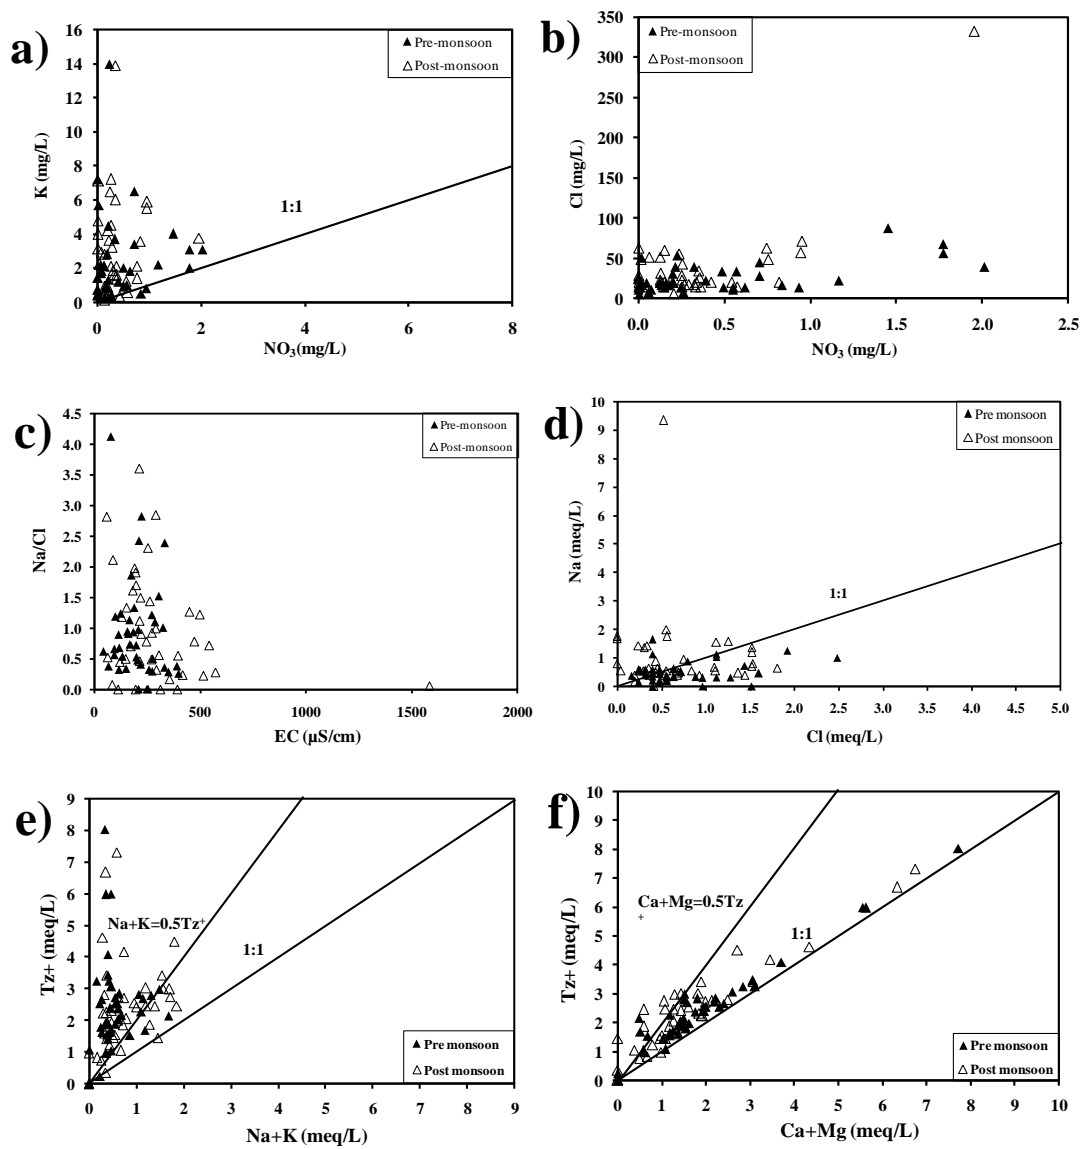 a)
16
14
12
10
8
6
4
2
0
K (mg/L)
Pre-monsoon
Post-monsoon
1:1
0 2 4 6 8
NO3(mg/L)
b)
350
300
250
200
150
100
50
0
Cl (mg/L)
Pre-monsoon
Post-monsoon
0.0 0.5 1.0 1.5 2.0 2.5
NO3 (mg/L)
c)
4.5
4.0
3.5
3.0
2.5
2.0
1.5
1.0
0.5
0.0
Na/Cl
Pre-monsoon
Post-monsoon
0 500 1000 1500 2000
EC (µS/cm)
d)
10
9
8
7
6
5
4
3
2
1
0
Na (meq/L)
Pre monsoon
Post monsoon
1:1
0.0 0.5 1.0 1.5 2.0 2.5 3.0 3.5 4.0 4.5 5.0
Cl (meq/L)
e)
9
8
7
6
5
4
3
2
1
0
Tz+ (meq/L)
Na+K=0.5Tz+
1:1
Pre monsoon
Post monsoon
0 1 2 3 4 5 6 7 8 9
Na+K (meq/L)
f)
10
9
8
7
6
5
4
3
2
1
0
Tz+ (meq/L)
Ca+Mg=0.5Tz
+
1:1
Pre monsoon
Post monsoon
0 1 2 3 4 5 6 7 8 9 10
Ca+Mg (meq/L)